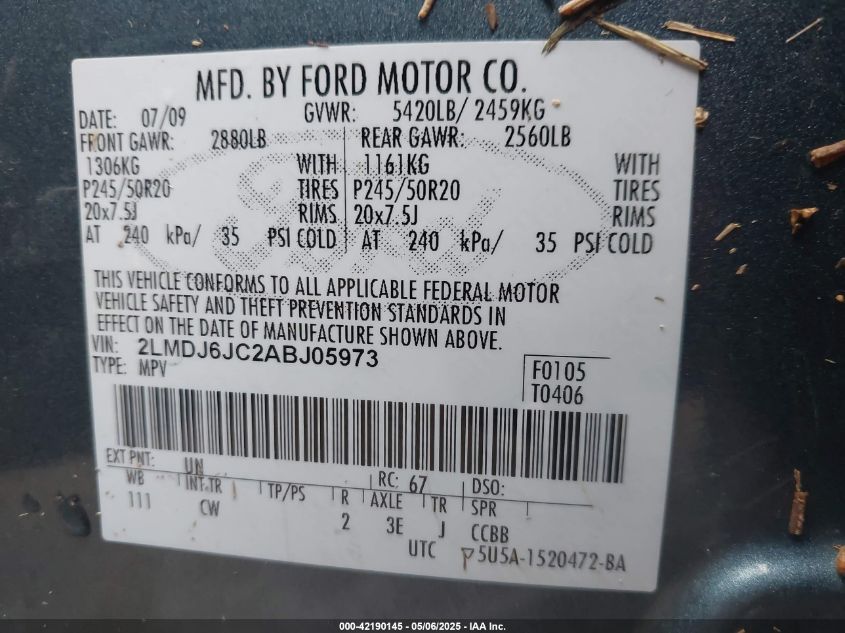 MFD. BY FORD MOTOR CO.
DATE: 07/09 GVWR: 5420LB/ 2459KG
FRONT GAWR: 2880LB REAR GAWR: 2560LB
1306KG WITH 1161KG WITH
P245/50R20 TIRES P245/50R20 TIRES
20x7.5J RIMS 20x7.5J RIMS
AT 240 kPa/ 35 PSI COLD AT 240 kPa/ 35 PSI COLD
THIS VEHICLE CONFORMS TO ALL APPLICABLE FEDERAL MOTOR
VEHICLE SAFETY AND THEFT PREVENTION STANDARDS IN
EFFECT ON THE DATE OF MANUFACTURE SHOWN ABOVE.
VIN: 2LMDJ6JC2ABJ05973
TYPE: MPV F0105
T0406
EXT PNT: UN RC: 67 DSO:
WB INT TR TP/PS R AXLE TR SPR
111 CW 2 3E J CCBB
UTC P5U5A-1520472-BA
000-42190145 - 05/06/2025 - IAA Inc.